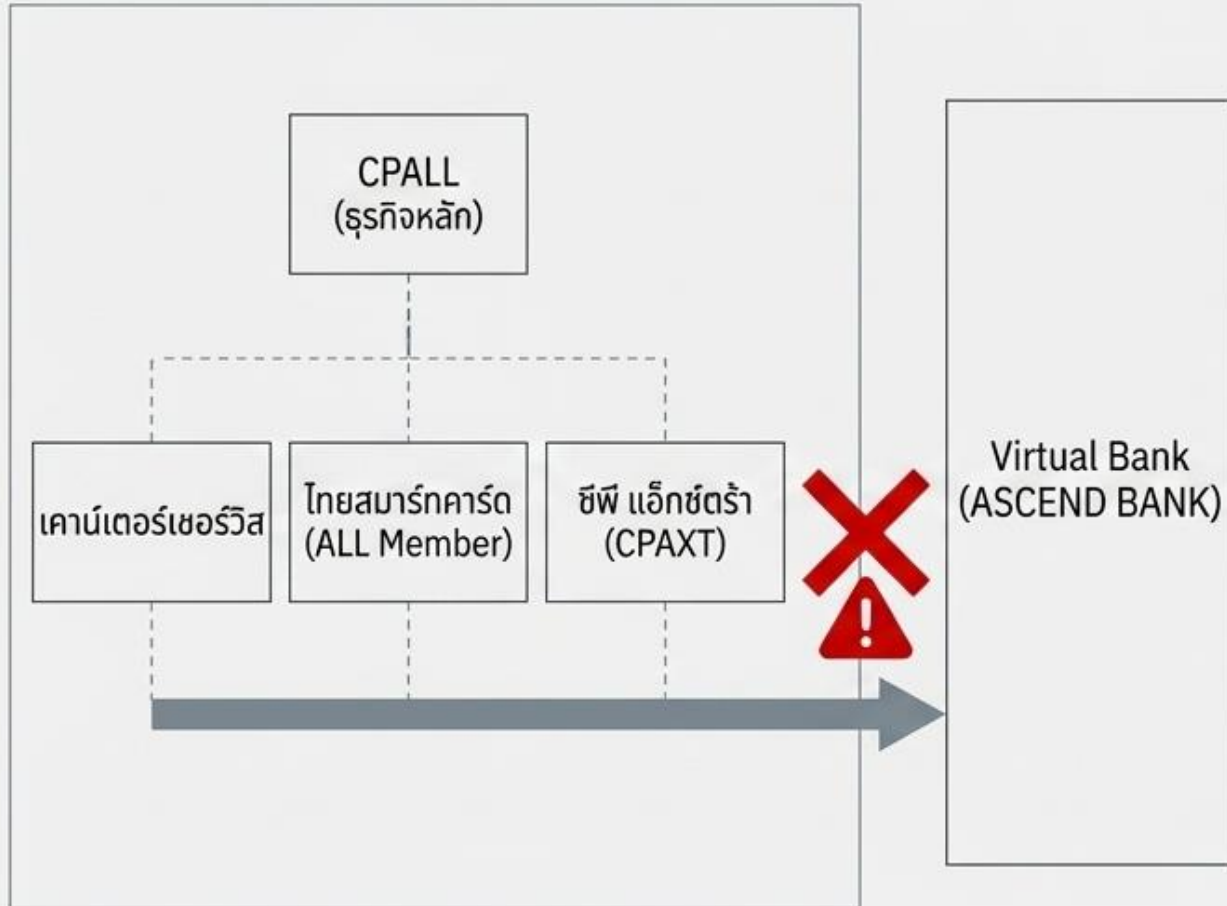 CPALL
(ธุรกิจหลัก)
เคาน์เตอร์เซอร์วิส
ไทยสมาร์ทคาร์ด
(ALL Member)
ซีพี แอ็กซ์ตร้า
(CPAXT)
Virtual Bank
(ASCEND BANK)